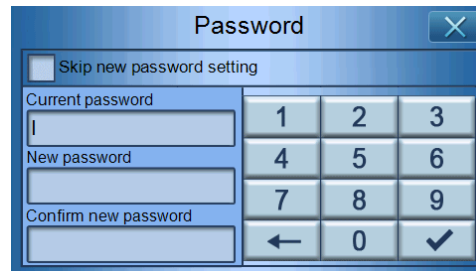 Password
Skip new password setting
Current password
New password
Confirm new password
1 2 3
4 5 6
7 8 9
0